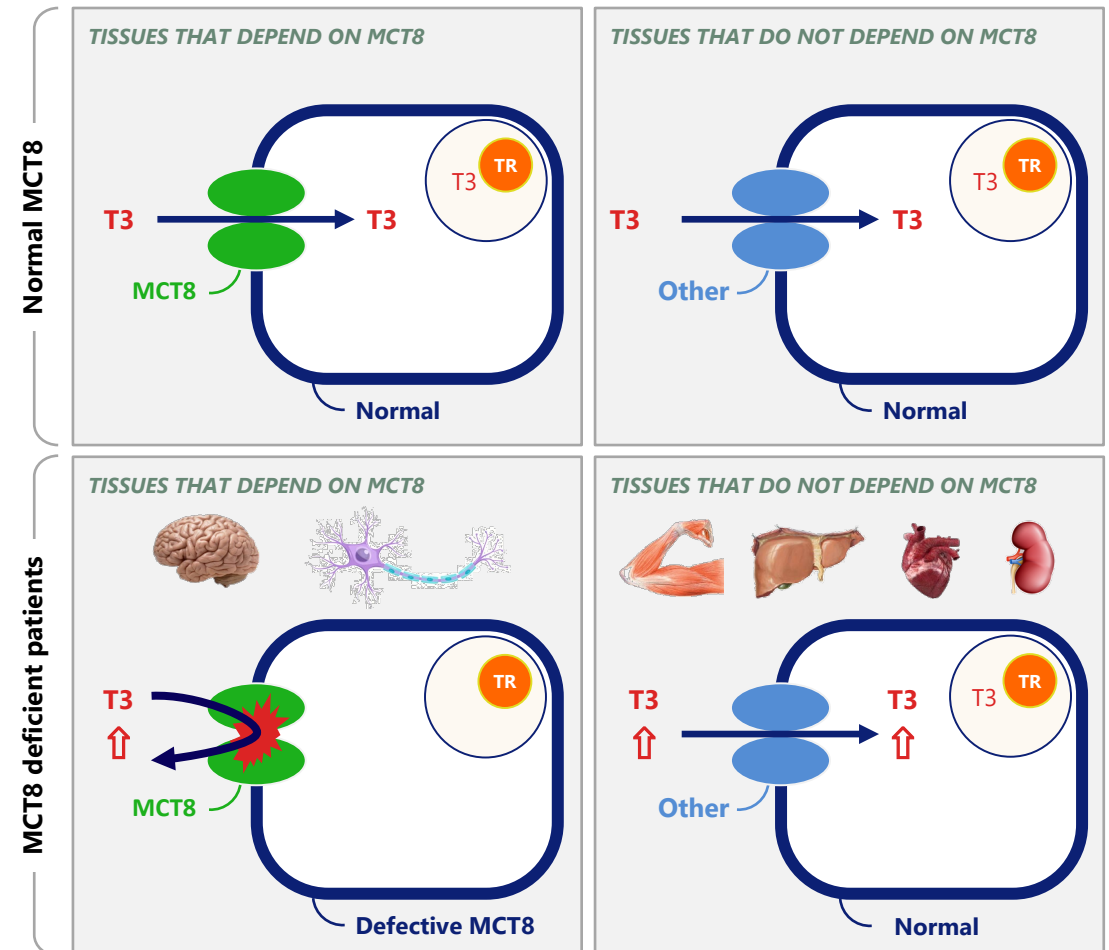 Normal MCT8
TISSUES THAT DEPEND ON MCT8
T3
T3
T3
TR
MCT8
Normal
TISSUES THAT DO NOT DEPEND ON MCT8
T3
T3
T3
TR
Other
Normal
MCT8 deficient patients
TISSUES THAT DEPEND ON MCT8
T3
TR
MCT8
Defective MCT8
TISSUES THAT DO NOT DEPEND ON MCT8
T3
T3
T3
TR
Other
Normal